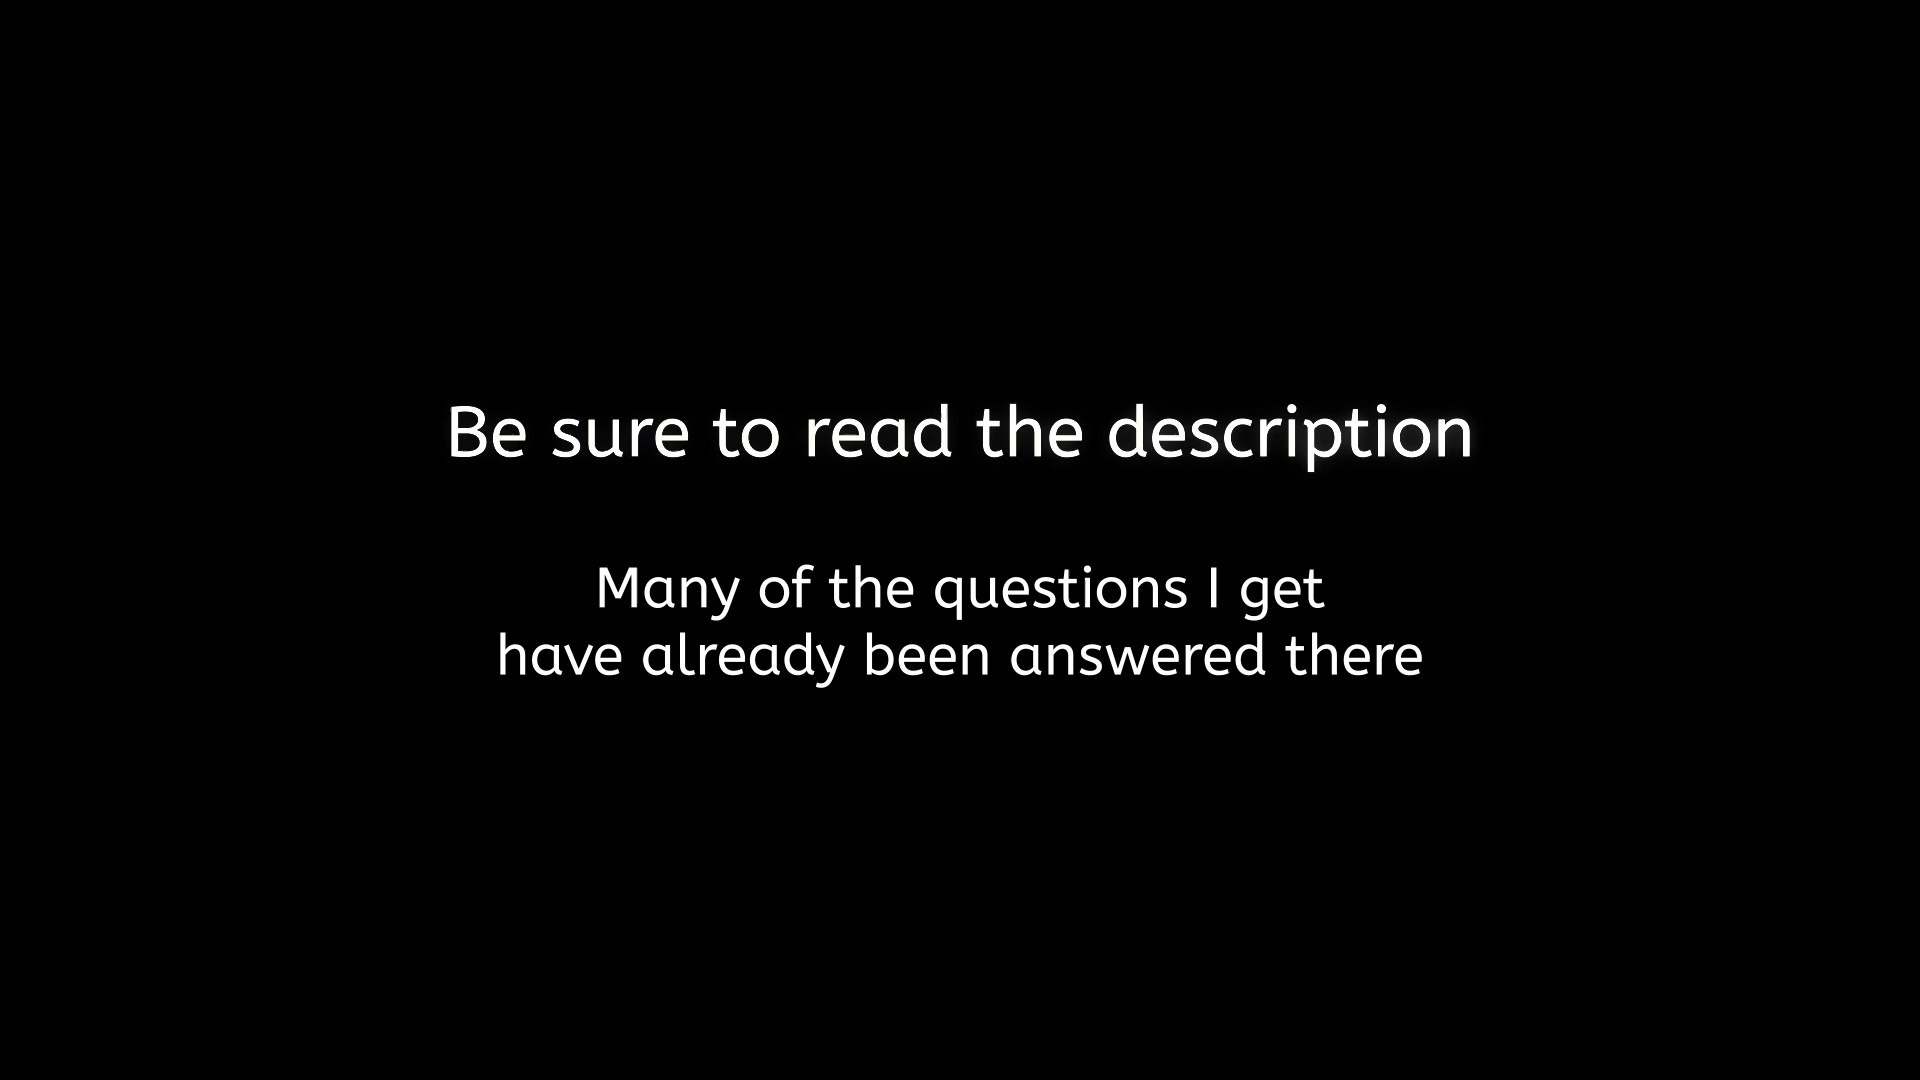 Be sure to read the description
Many of the questions I get
have already been answered there